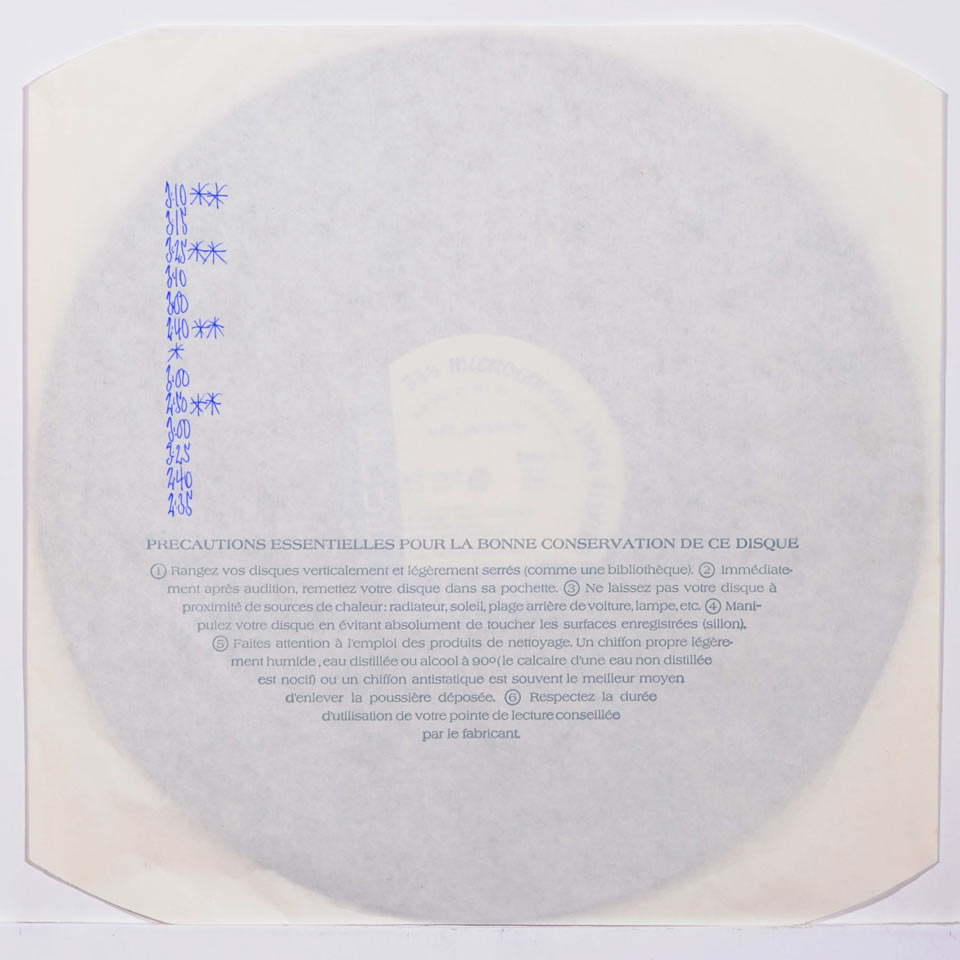 3:10 **
3:15
3:25 **
3:40
3:00
2:40 **
*
3:00
2:50 **
3:00
3:25
2:40
2:35
33⅓ MICROGROOVE
PRECAUTIONS ESSENTIELLES POUR LA BONNE CONSERVATION DE CE DISQUE
① Rangez vos disques verticalement et légèrement serrés (comme une bibliothèque). ② Immédiate-
ment après audition, remettez votre disque dans sa pochette. ③ Ne laissez pas votre disque à
proximité de sources de chaleur: radiateur, soleil, plage arrière de voiture, lampe, etc. ④ Mani-
pulez votre disque en évitant absolument de toucher les surfaces enregistrées (sillon).
⑤ Faites attention à l'emploi des produits de nettoyage. Un chiffon propre légère-
ment humide, eau distillée ou alcool à 90º (le calcaire d'une eau non distillée
est nocif) ou un chiffon antistatique est souvent le meilleur moyen
d'enlever la poussière déposée. ⑥ Respectez la durée
d'utilisation de votre pointe de lecture conseillée
par le fabricant.